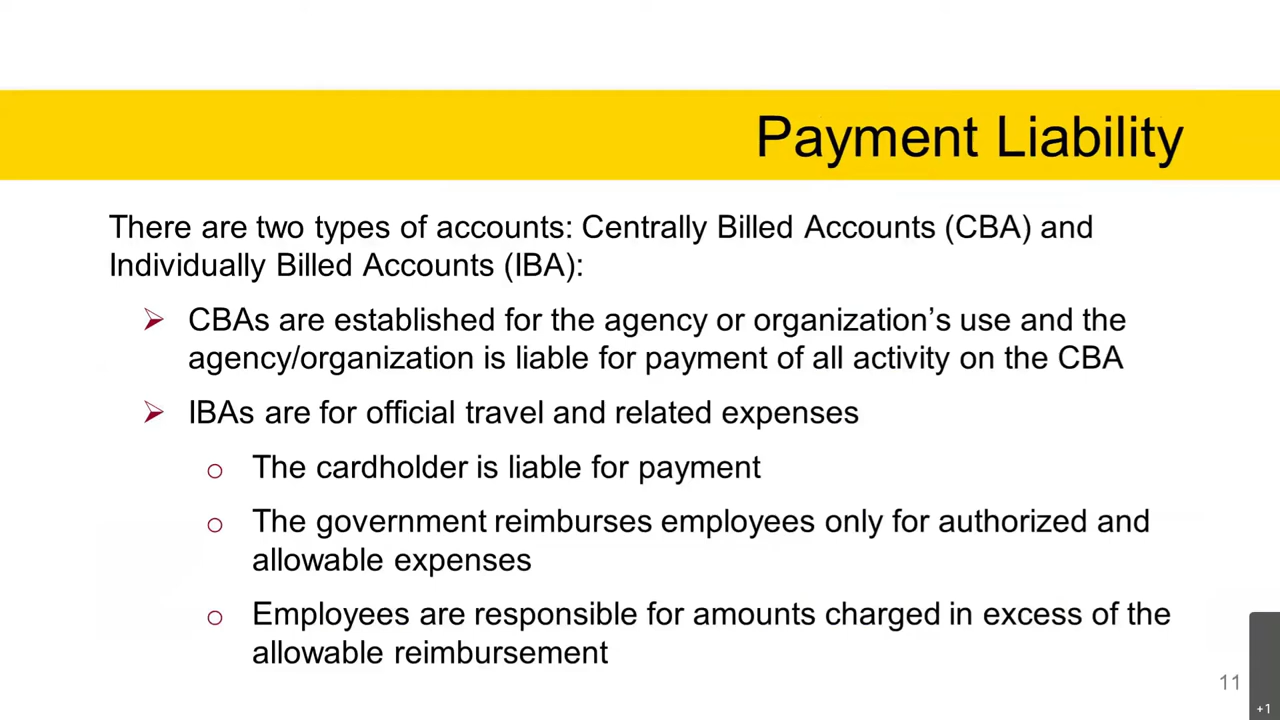 Payment Liability
There are two types of accounts: Centrally Billed Accounts (CBA) and
Individually Billed Accounts (IBA):
CBAs are established for the agency or organization's use and the
agency/organization is liable for payment of all activity on the CBA
IBAs are for official travel and related expenses
The cardholder is liable for payment
The government reimburses employees only for authorized and
allowable expenses
Employees are responsible for amounts charged in excess of the
allowable reimbursement
11
+1